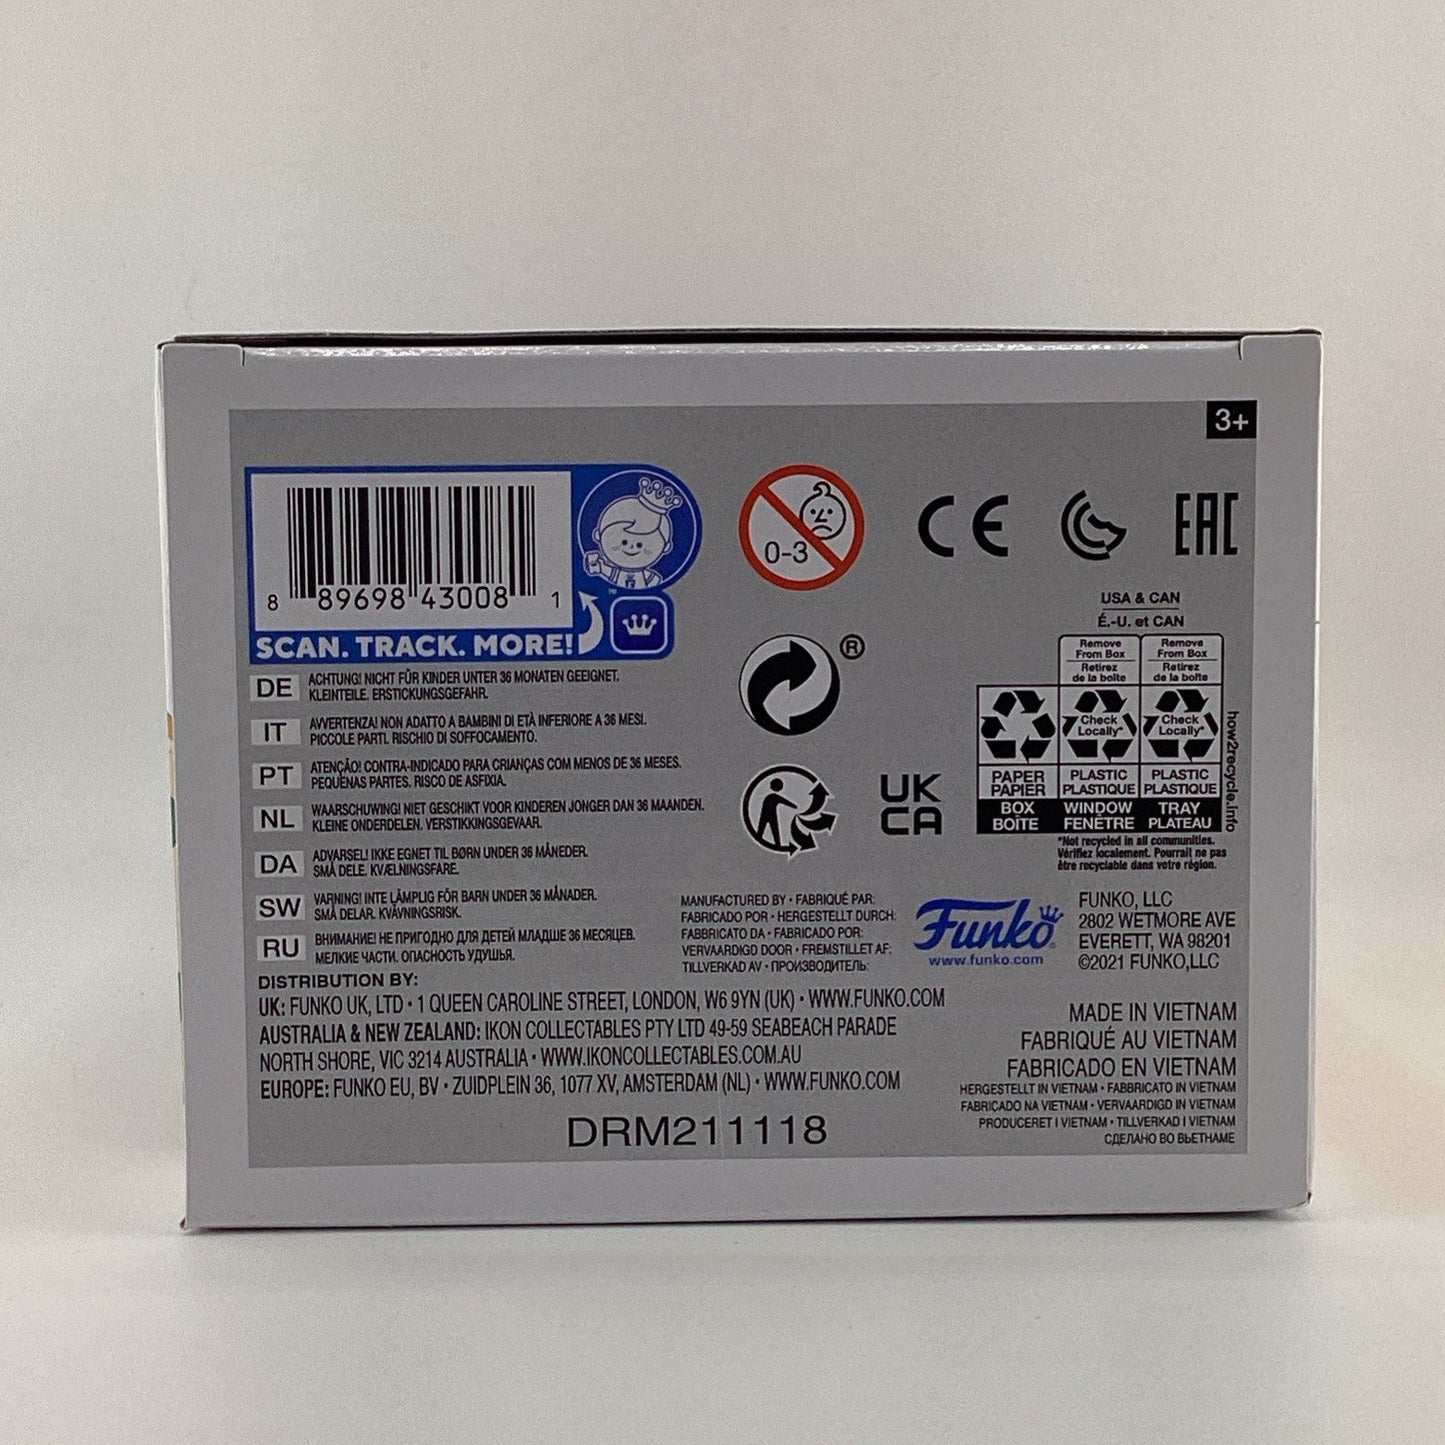 3+
8 89698 43008 1
™
SCAN. TRACK. MORE!
0-3
CE
EAC
DE ACHTUNG! NICHT FÜR KINDER UNTER 36 MONATEN GEEIGNET.
KLEINTEILE. ERSTICKUNGSGEFAHR.
IT AVVERTENZA! NON ADATTO A BAMBINI DI ETÀ INFERIORE A 36 MESI.
PICCOLE PARTI. RISCHIO DI SOFFOCAMENTO.
PT ATENÇÃO! CONTRA-INDICADO PARA CRIANÇAS COM MENOS DE 36 MESES.
PEQUENAS PARTES. RISCO DE ASFIXIA.
NL WAARSCHUWING! NIET GESCHIKT VOOR KINDEREN JONGER DAN 36 MAANDEN.
KLEINE ONDERDELEN. VERSTIKKINGSGEVAAR.
DA ADVARSEL! IKKE EGNET TIL BØRN UNDER 36 MÅNEDER.
SMÅ DELE. KVÆLNINGSFARE.
SW VARNING! INTE LÄMPLIG FÖR BARN UNDER 36 MÅNADER.
SMÅ DELAR. KVÄVNINGSRISK.
RU ВНИМАНИЕ! НЕ ПРИГОДНО ДЛЯ ДЕТЕЙ МЛАДШЕ 36 МЕСЯЦЕВ.
МЕЛКИЕ ЧАСТИ. ОПАСНОСТЬ УДУШЬЯ.
®
UK
CA
USA & CAN
É.-U. et CAN
Remove
From Box
Retirez
de la boîte
Remove
From Box
Retirez
de la boîte
Check
Locally*
Check
Locally*
PAPER
PAPIER
PLASTIC
PLASTIQUE
PLASTIC
PLASTIQUE
BOX
BOÎTE
WINDOW
FENÊTRE
TRAY
PLATEAU
how2recycle.info
*Not recycled in all communities.
Vérifiez localement. Pourrait ne pas
être recyclable dans votre région.
MANUFACTURED BY • FABRIQUÉ PAR:
FABRICADO POR • HERGESTELLT DURCH:
FABBRICATO DA • FABRICADO POR:
VERVAARDIGD DOOR • FREMSTILLET AF:
TILLVERKAD AV • ПРОИЗВОДИТЕЛЬ:
Funko
www.funko.com
FUNKO, LLC
2802 WETMORE AVE
EVERETT, WA 98201
©2021 FUNKO,LLC
DISTRIBUTION BY:
UK: FUNKO UK, LTD • 1 QUEEN CAROLINE STREET, LONDON, W6 9YN (UK) • WWW.FUNKO.COM
AUSTRALIA & NEW ZEALAND: IKON COLLECTABLES PTY LTD 49-59 SEABEACH PARADE
NORTH SHORE, VIC 3214 AUSTRALIA • WWW.IKONCOLLECTABLES.COM.AU
EUROPE: FUNKO EU, BV • ZUIDPLEIN 36, 1077 XV, AMSTERDAM (NL) • WWW.FUNKO.COM
DRM211118
MADE IN VIETNAM
FABRIQUÉ AU VIETNAM
FABRICADO EN VIETNAM
HERGESTELLT IN VIETNAM • FABBRICATO IN VIETNAM
FABRICADO NA VIETNAM • VERVAARDIGD IN VIETNAM
PRODUCERET I VIETNAM • TILLVERKAD I VIETNAM
СДЕЛАНО ВО ВЬЕТНАМЕ